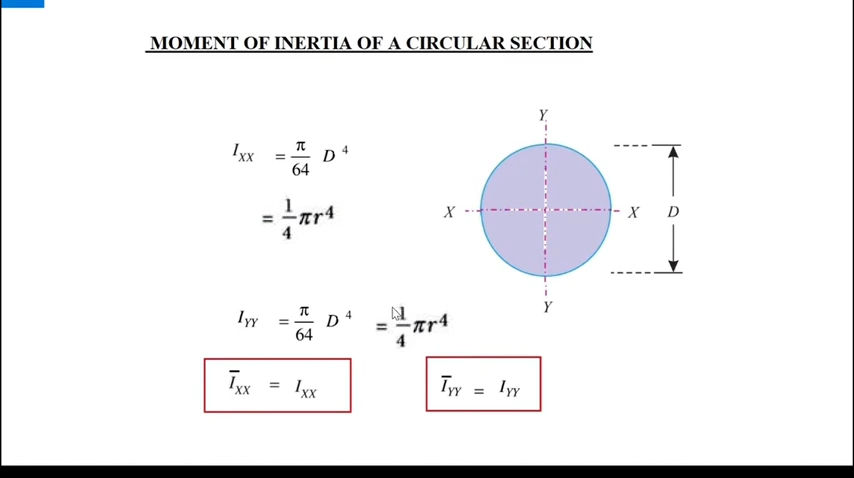 MOMENT OF INERTIA OF A CIRCULAR SECTION
I_XX = π/64 D^4
= 1/4 πr^4
I_YY = π/64 D^4 = 1/4 πr^4
Ī_XX = I_XX
Ī_YY = I_YY
Y
X X D
Y